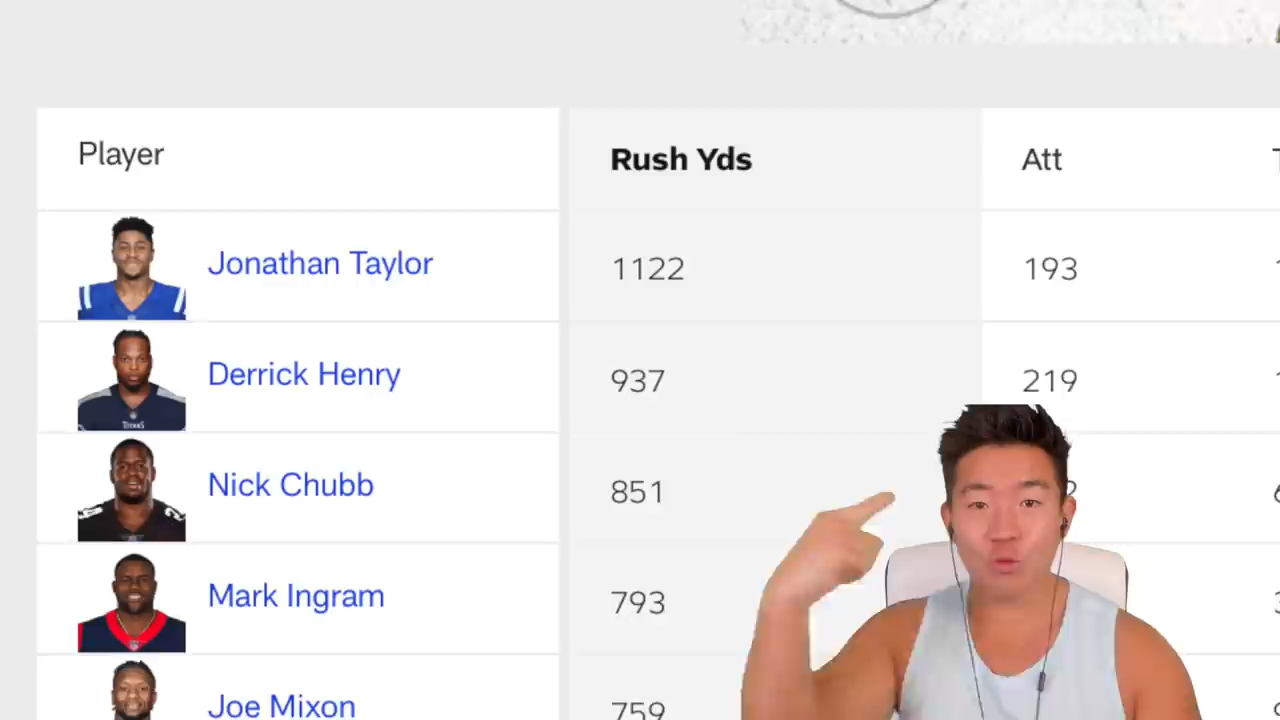 Player Rush Yds Att
Jonathan Taylor 1122 193
Derrick Henry 937 219
Nick Chubb 851
Mark Ingram 793
Joe Mixon 759